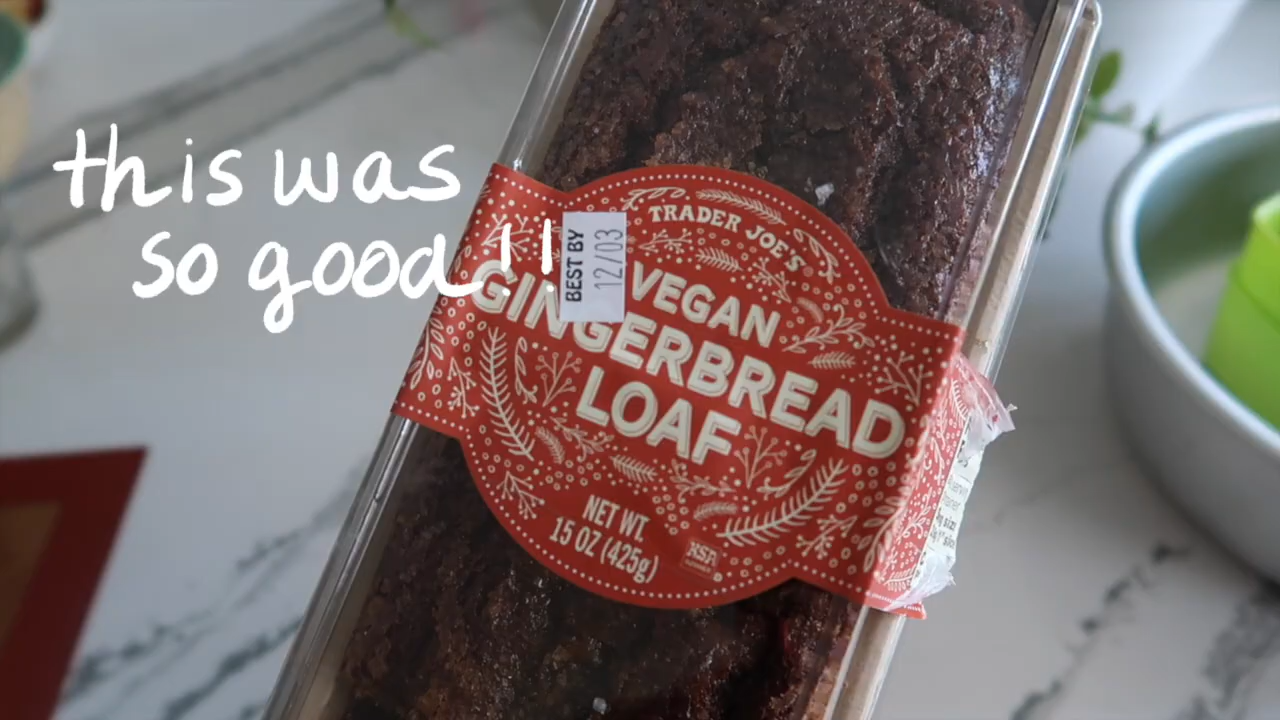 this was
so good!!
TRADER JOE'S
BEST BY
12/03
VEGAN
GINGERBREAD
LOAF
NET WT.
15 OZ (425g)